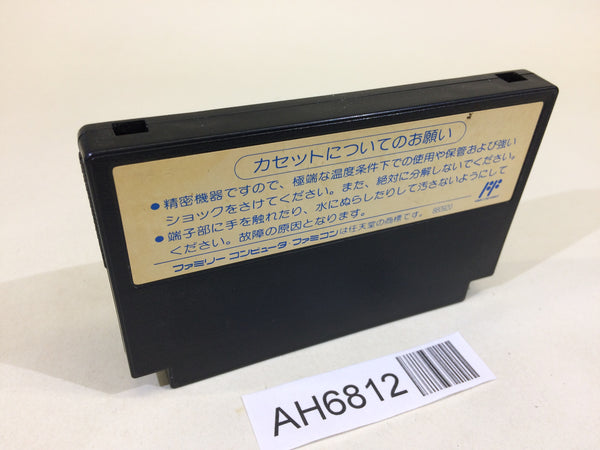 カセットについてのお願い
● 精密機器ですので、極端な温度条件下での使用や保管および強い
ショックをさけてください。また、絶対に分解しないでください。
● 端子部に手を触れたり、水にぬらしたりして汚さないようにして
ください。故障の原因となります。
ファミリーコンピュータ・ファミコンは任天堂の商標です。
AH6812